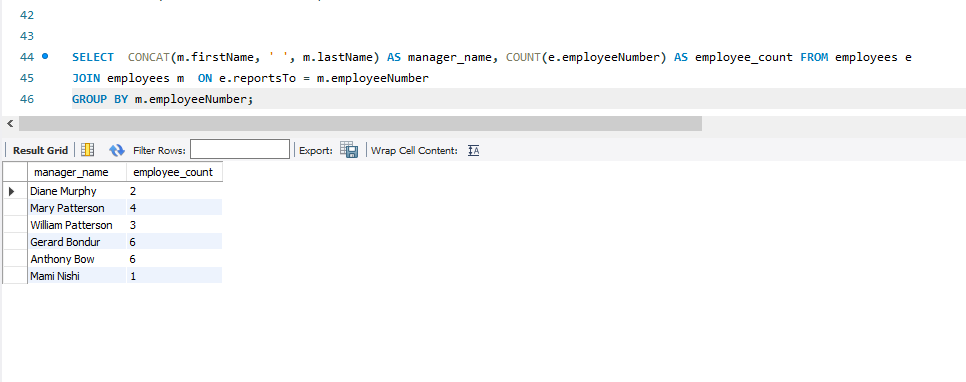 42
43
44 SELECT  CONCAT(m.firstName, ' ', m.lastName) AS manager_name, COUNT(e.employeeNumber) AS employee_count FROM employees e
45 JOIN employees m  ON e.reportsTo = m.employeeNumber
46 GROUP BY m.employeeNumber;
Result Grid Filter Rows: Export: Wrap Cell Content:
manager_name employee_count
Diane Murphy 2
Mary Patterson 4
William Patterson 3
Gerard Bondur 6
Anthony Bow 6
Mami Nishi 1